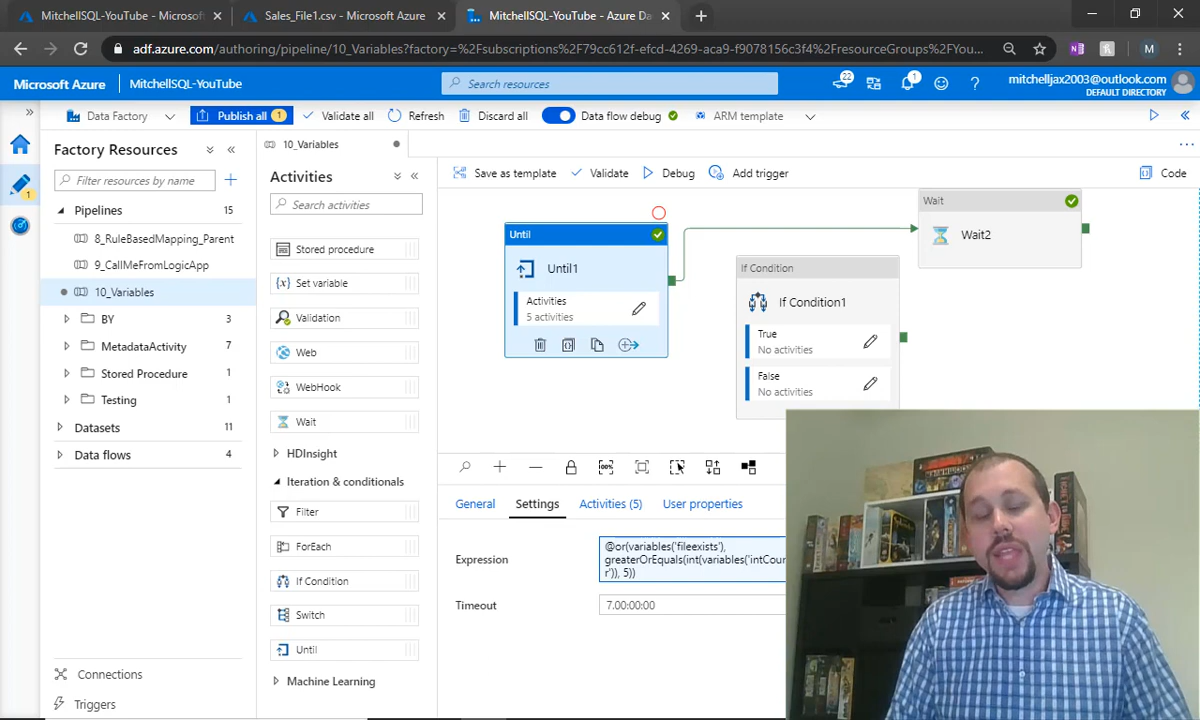 MitchellSQL-YouTube - Microsof
Sales_File1.csv - Microsoft Azure
MitchellSQL-YouTube - Azure Da
adf.azure.com/authoring/pipeline/10_Variables?factory=%2Fsubscriptions%2F79cc612f-efcd-4269-aca9-f9078156c3f4%2FresourceGroups%2FYou...
M
Microsoft Azure
MitchellSQL-YouTube
Search resources
22
1
mitchelljax2003@outlook.com
DEFAULT DIRECTORY
Data Factory
Publish all 1
Validate all
Refresh
Discard all
Data flow debug
ARM template
Factory Resources
Filter resources by name
Pipelines 15
8_RuleBasedMapping_Parent
9_CallMeFromLogicApp
10_Variables
BY 3
MetadataActivity 7
Stored Procedure 1
Testing 1
Datasets 11
Data flows 4
Connections
Triggers
10_Variables
Activities
Search activities
Stored procedure
Set variable
Validation
Web
WebHook
Wait
HDInsight
Iteration & conditionals
Filter
ForEach
If Condition
Switch
Until
Machine Learning
Save as template
Validate
Debug
Add trigger
Code
Until
Until1
Activities
5 activities
If Condition
If Condition1
True
No activities
False
No activities
Wait
Wait2
General
Settings
Activities (5)
User properties
Expression
@or(variables('fileexists'),
greaterOrEquals(int(variables('intCou
r')), 5))
Timeout
7.00:00:00